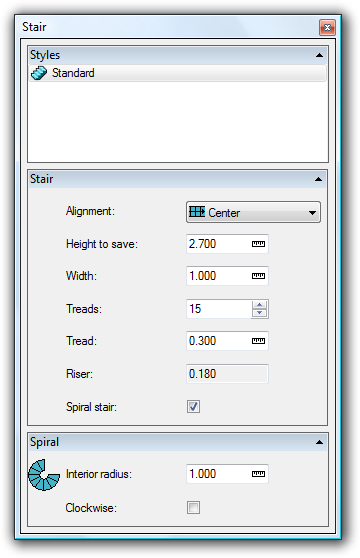 Stair
Styles
Standard
Stair
Alignment: Center
Height to save: 2.700
Width: 1.000
Treads: 15
Tread: 0.300
Riser: 0.180
Spiral stair:
Spiral
Interior radius: 1.000
Clockwise: